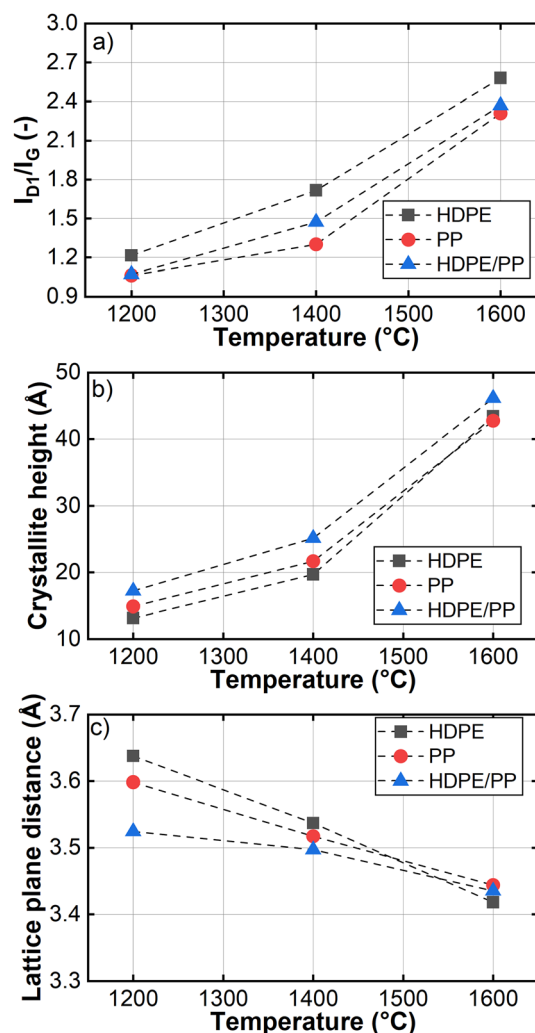 a)
3.0
2.7
2.4
2.1
1.8
1.5
1.2
0.9
I_D1/I_G (-)
HDPE
PP
HDPE/PP
1200 1300 1400 1500 1600
Temperature (°C)
b)
50
40
30
20
10
Crystallite height (Å)
HDPE
PP
HDPE/PP
1200 1300 1400 1500 1600
Temperature (°C)
c)
3.7
3.6
3.5
3.4
3.3
Lattice plane distance (Å)
HDPE
PP
HDPE/PP
1200 1300 1400 1500 1600
Temperature (°C)